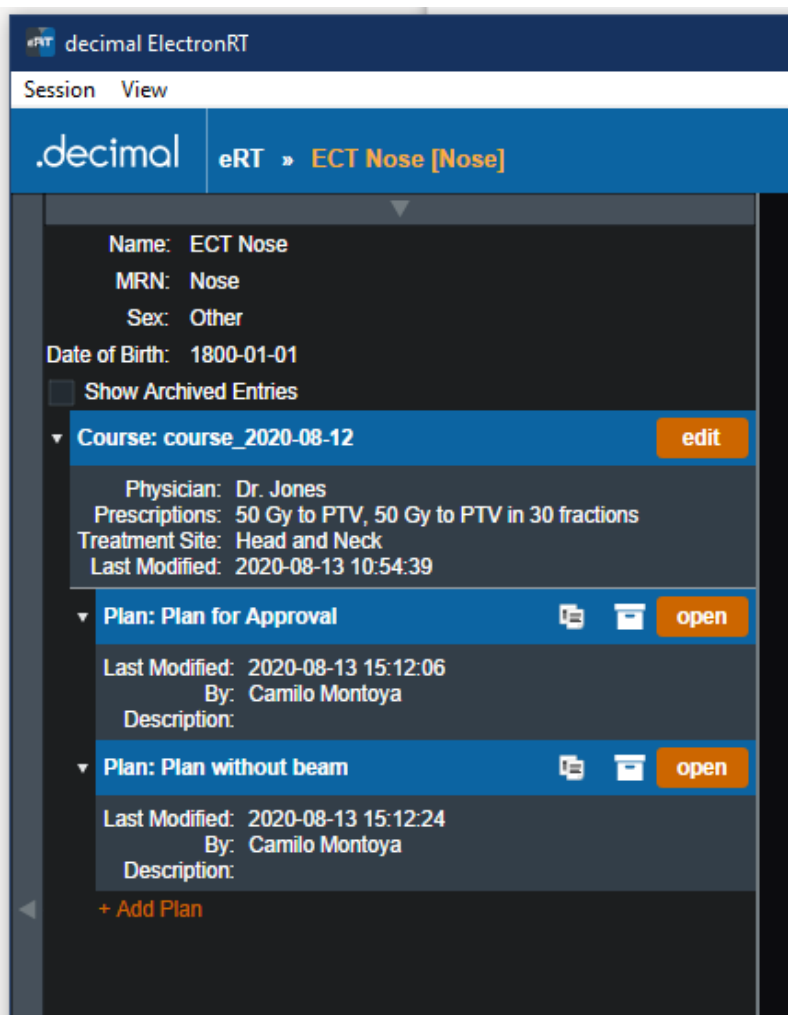 eRT decimal ElectronRT
Session View
.decimal eRT » ECT Nose [Nose]
Name: ECT Nose
MRN: Nose
Sex: Other
Date of Birth: 1800-01-01
Show Archived Entries
Course: course_2020-08-12 edit
Physician: Dr. Jones
Prescriptions: 50 Gy to PTV, 50 Gy to PTV in 30 fractions
Treatment Site: Head and Neck
Last Modified: 2020-08-13 10:54:39
Plan: Plan for Approval open
Last Modified: 2020-08-13 15:12:06
By: Camilo Montoya
Description:
Plan: Plan without beam open
Last Modified: 2020-08-13 15:12:24
By: Camilo Montoya
Description:
+ Add Plan